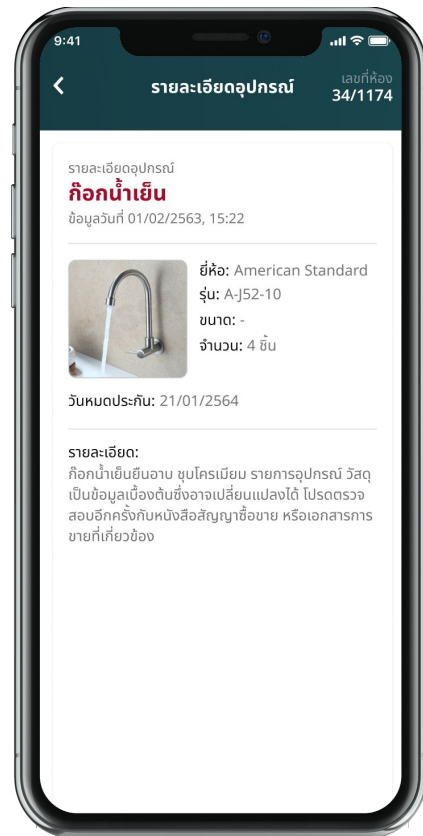 9:41
รายละเอียดอุปกรณ์
เลขที่ห้อง
34/1174
รายละเอียดอุปกรณ์
ก๊อกน้ำเย็น
ข้อมูลวันที่ 01/02/2563, 15:22
ยี่ห้อ: American Standard
รุ่น: A-J52-10
ขนาด: -
จำนวน: 4 ชิ้น
วันหมดประกัน: 21/01/2564
รายละเอียด:
ก๊อกน้ำเย็นยืนอาบ ชุบโครเมียม รายการอุปกรณ์ วัสดุ
เป็นข้อมูลเบื้องต้นซึ่งอาจเปลี่ยนแปลงได้ โปรดตรวจ
สอบอีกครั้งกับหนังสือสัญญาซื้อขาย หรือเอกสารการ
ขายที่เกี่ยวข้อง